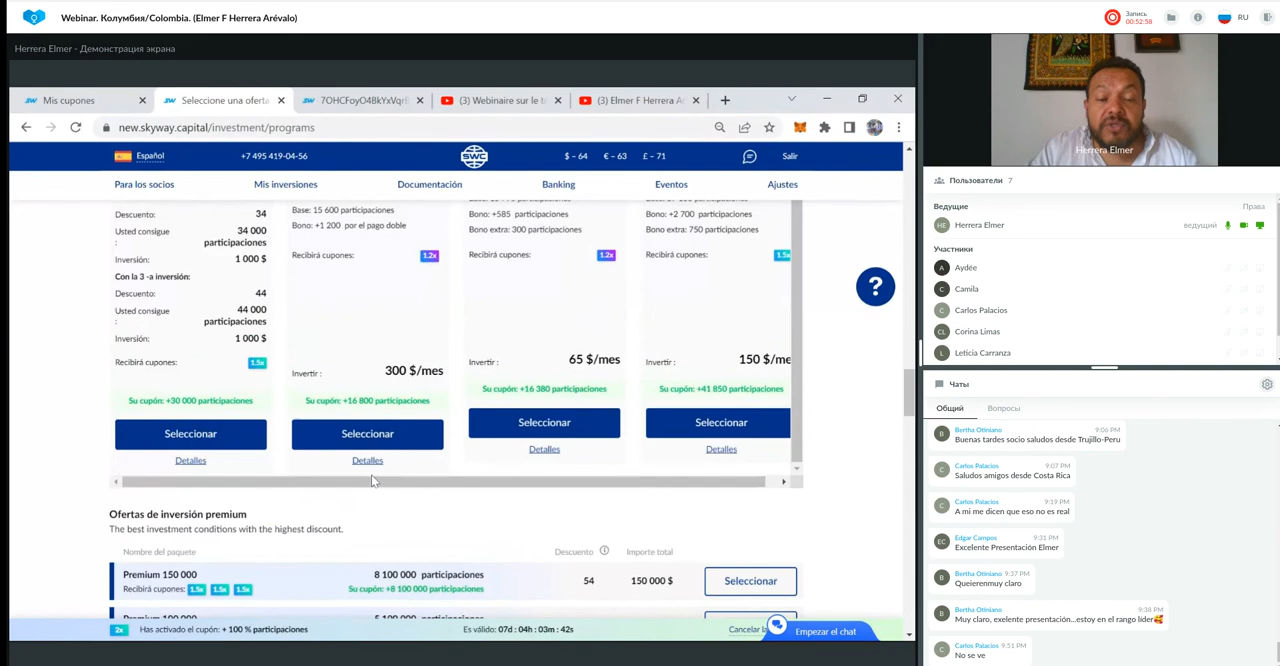 Webinar. Колумбия/Colombia. (Elmer F Herrera Arévalo)
Запись
00:52:58
RU
Herrera Elmer - Демонстрация экрана
Mis cupones
Seleccione una oferta
(3) Webinaire sur le t
(3) Elmer F Herrera A
new.skyway.capital/investment/programs
Español
+7 495 419-04-56
SWC
$ – 64
€ – 63
£ – 71
Salir
Para los socios
Mis inversiones
Documentación
Banking
Eventos
Ajustes
Descuento: 34
Usted consigue : 34 000 participaciones
Inversión: 1 000 $
Con la 3 -a inversión:
Descuento: 44
Usted consigue : 44 000 participaciones
Inversión: 1 000 $
Recibirá cupones: 1.5x
Su cupón: +30 000 participaciones
Seleccionar
Detalles
Base: 15 600 participaciones
Bono: +1 200 por el pago doble
Recibirá cupones: 1.2x
Invertir : 300 $/mes
Su cupón: +16 800 participaciones
Seleccionar
Detalles
Bono: +585 participaciones
Bono extra: 300 participaciones
Recibirá cupones: 1.2x
Invertir : 65 $/mes
Su cupón: +16 380 participaciones
Seleccionar
Detalles
Bono: +2 700 participaciones
Bono extra: 750 participaciones
Recibirá cupones: 1.5x
Invertir : 150 $/me
Su cupón: +41 850 participaciones
Seleccionar
Detalles
?
Ofertas de inversión premium
The best investment conditions with the highest discount.
Nombre del paquete
Descuento
Importe total
Premium 150 000
8 100 000 participaciones
Recibirá cupones: 1.5x 1.5x 1.5x
Su cupón: +8 100 000 participaciones
54
150 000 $
Seleccionar
2x Has activado el cupón: + 100 % participaciones
Es válido: 07d : 04h : 03m : 42s
Cancelar la
Empezar el chat
Herrera Elmer
Пользователи 7
Ведущие
Права
HE Herrera Elmer
ведущий
Участники
A Aydée
C Camila
C Carlos Palacios
CL Corina Limas
L Leticia Carranza
Чаты
Общий
Вопросы
B Bertha Otiniano 9:06 PM
Buenas tardes socio saludos desde Trujillo-Peru
C Carlos Palacios 9:07 PM
Saludos amigos desde Costa Rica
C Carlos Palacios 9:19 PM
A mi me dicen que eso no es real
EC Edgar Campos 9:31 PM
Excelente Presentación Elmer
B Bertha Otiniano 9:37 PM
Queierenmuy claro
B Bertha Otiniano 9:38 PM
Muy claro, exelente presentación...estoy en el rango líder🥰
C Carlos Palacios 9:51 PM
No se ve